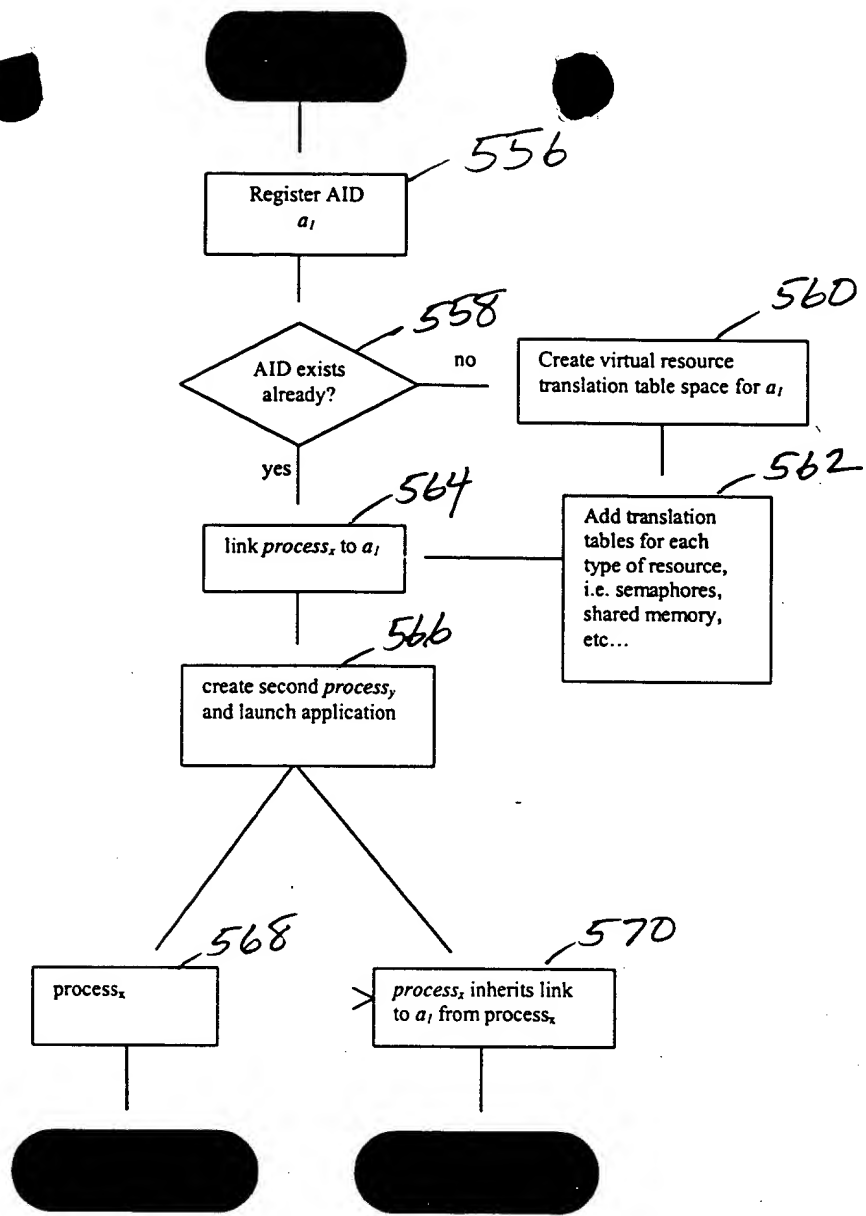 556
Register AID
a₁
558
AID exists
already?
no
yes
560
Create virtual resource
translation table space for a₁
562
Add translation
tables for each
type of resource,
i.e. semaphores,
shared memory,
etc...
564
link processₓ to a₁
566
create second processᵧ
and launch application
568
processₓ
570
processₓ inherits link
to a₁ from processₓ